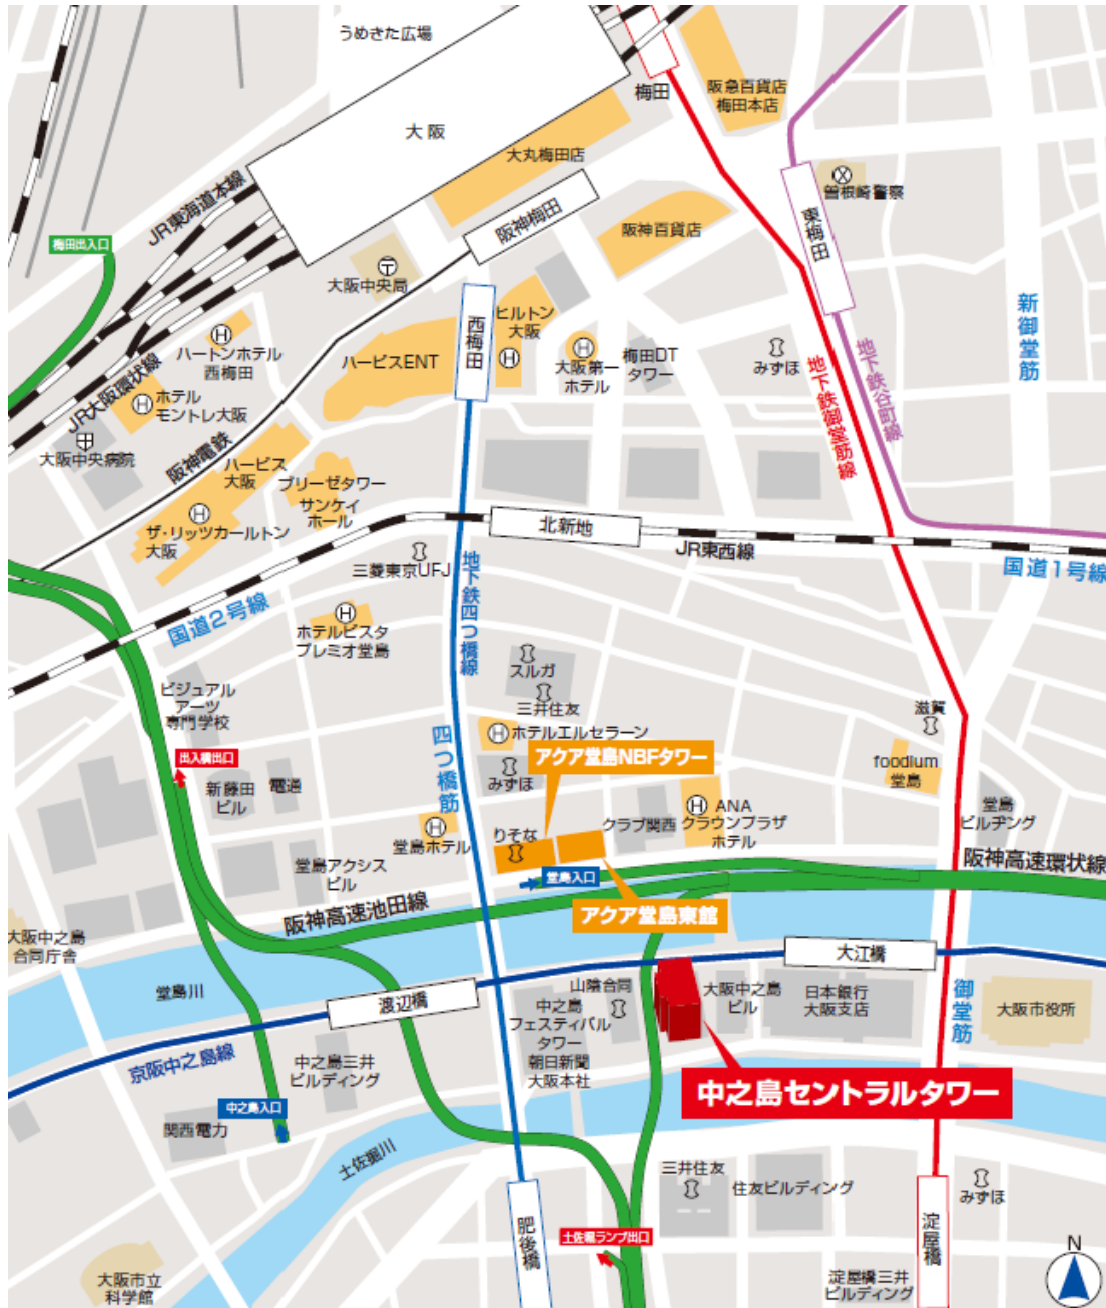 うめきた広場
梅田
阪急百貨店
梅田本店
大阪
大丸梅田店
曽根崎警察
JR東海道本線
阪神梅田
阪神百貨店
東梅田
梅田出入口
大阪中央局
新御堂筋
ヒルトン
大阪
西梅田
ハートンホテル
西梅田
ハービスENT
大阪第一
ホテル
梅田DT
タワー
みずほ
地下鉄谷町線
地下鉄御堂筋線
JR大阪環状線
ホテル
モントレ大阪
大阪中央病院
阪神電鉄
ハービス
大阪
ブリーゼタワー
サンケイ
ホール
ザ・リッツカールトン
大阪
北新地
JR東西線
国道1号線
三菱東京UFJ
地下鉄四つ橋線
国道2号線
ホテルビスタ
プレミオ堂島
スルガ
三井住友
ビジュアル
アーツ
専門学校
滋賀
ホテルエルセラーン
四つ橋筋
アクア堂島NBFタワー
出入橋出口
みずほ
foodium
堂島
新藤田
ビル
電通
堂島
ビルヂング
ANA
クラウンプラザ
ホテル
クラブ関西
堂島ホテル
りそな
堂島アクシス
ビル
堂島入口
阪神高速環状線
阪神高速池田線
アクア堂島東館
大阪中之島
合同庁舎
大江橋
堂島川
渡辺橋
山陰合同
中之島
フェスティバル
タワー
朝日新聞
大阪本社
大阪中之島
ビル
日本銀行
大阪支店
御堂筋
大阪市役所
京阪中之島線
中之島三井
ビルディング
中之島セントラルタワー
中之島入口
関西電力
土佐堀川
三井住友
住友ビルディング
みずほ
肥後橋
淀屋橋
土佐堀ランプ出口
N
大阪市立
科学館
淀屋橋三井
ビルディング